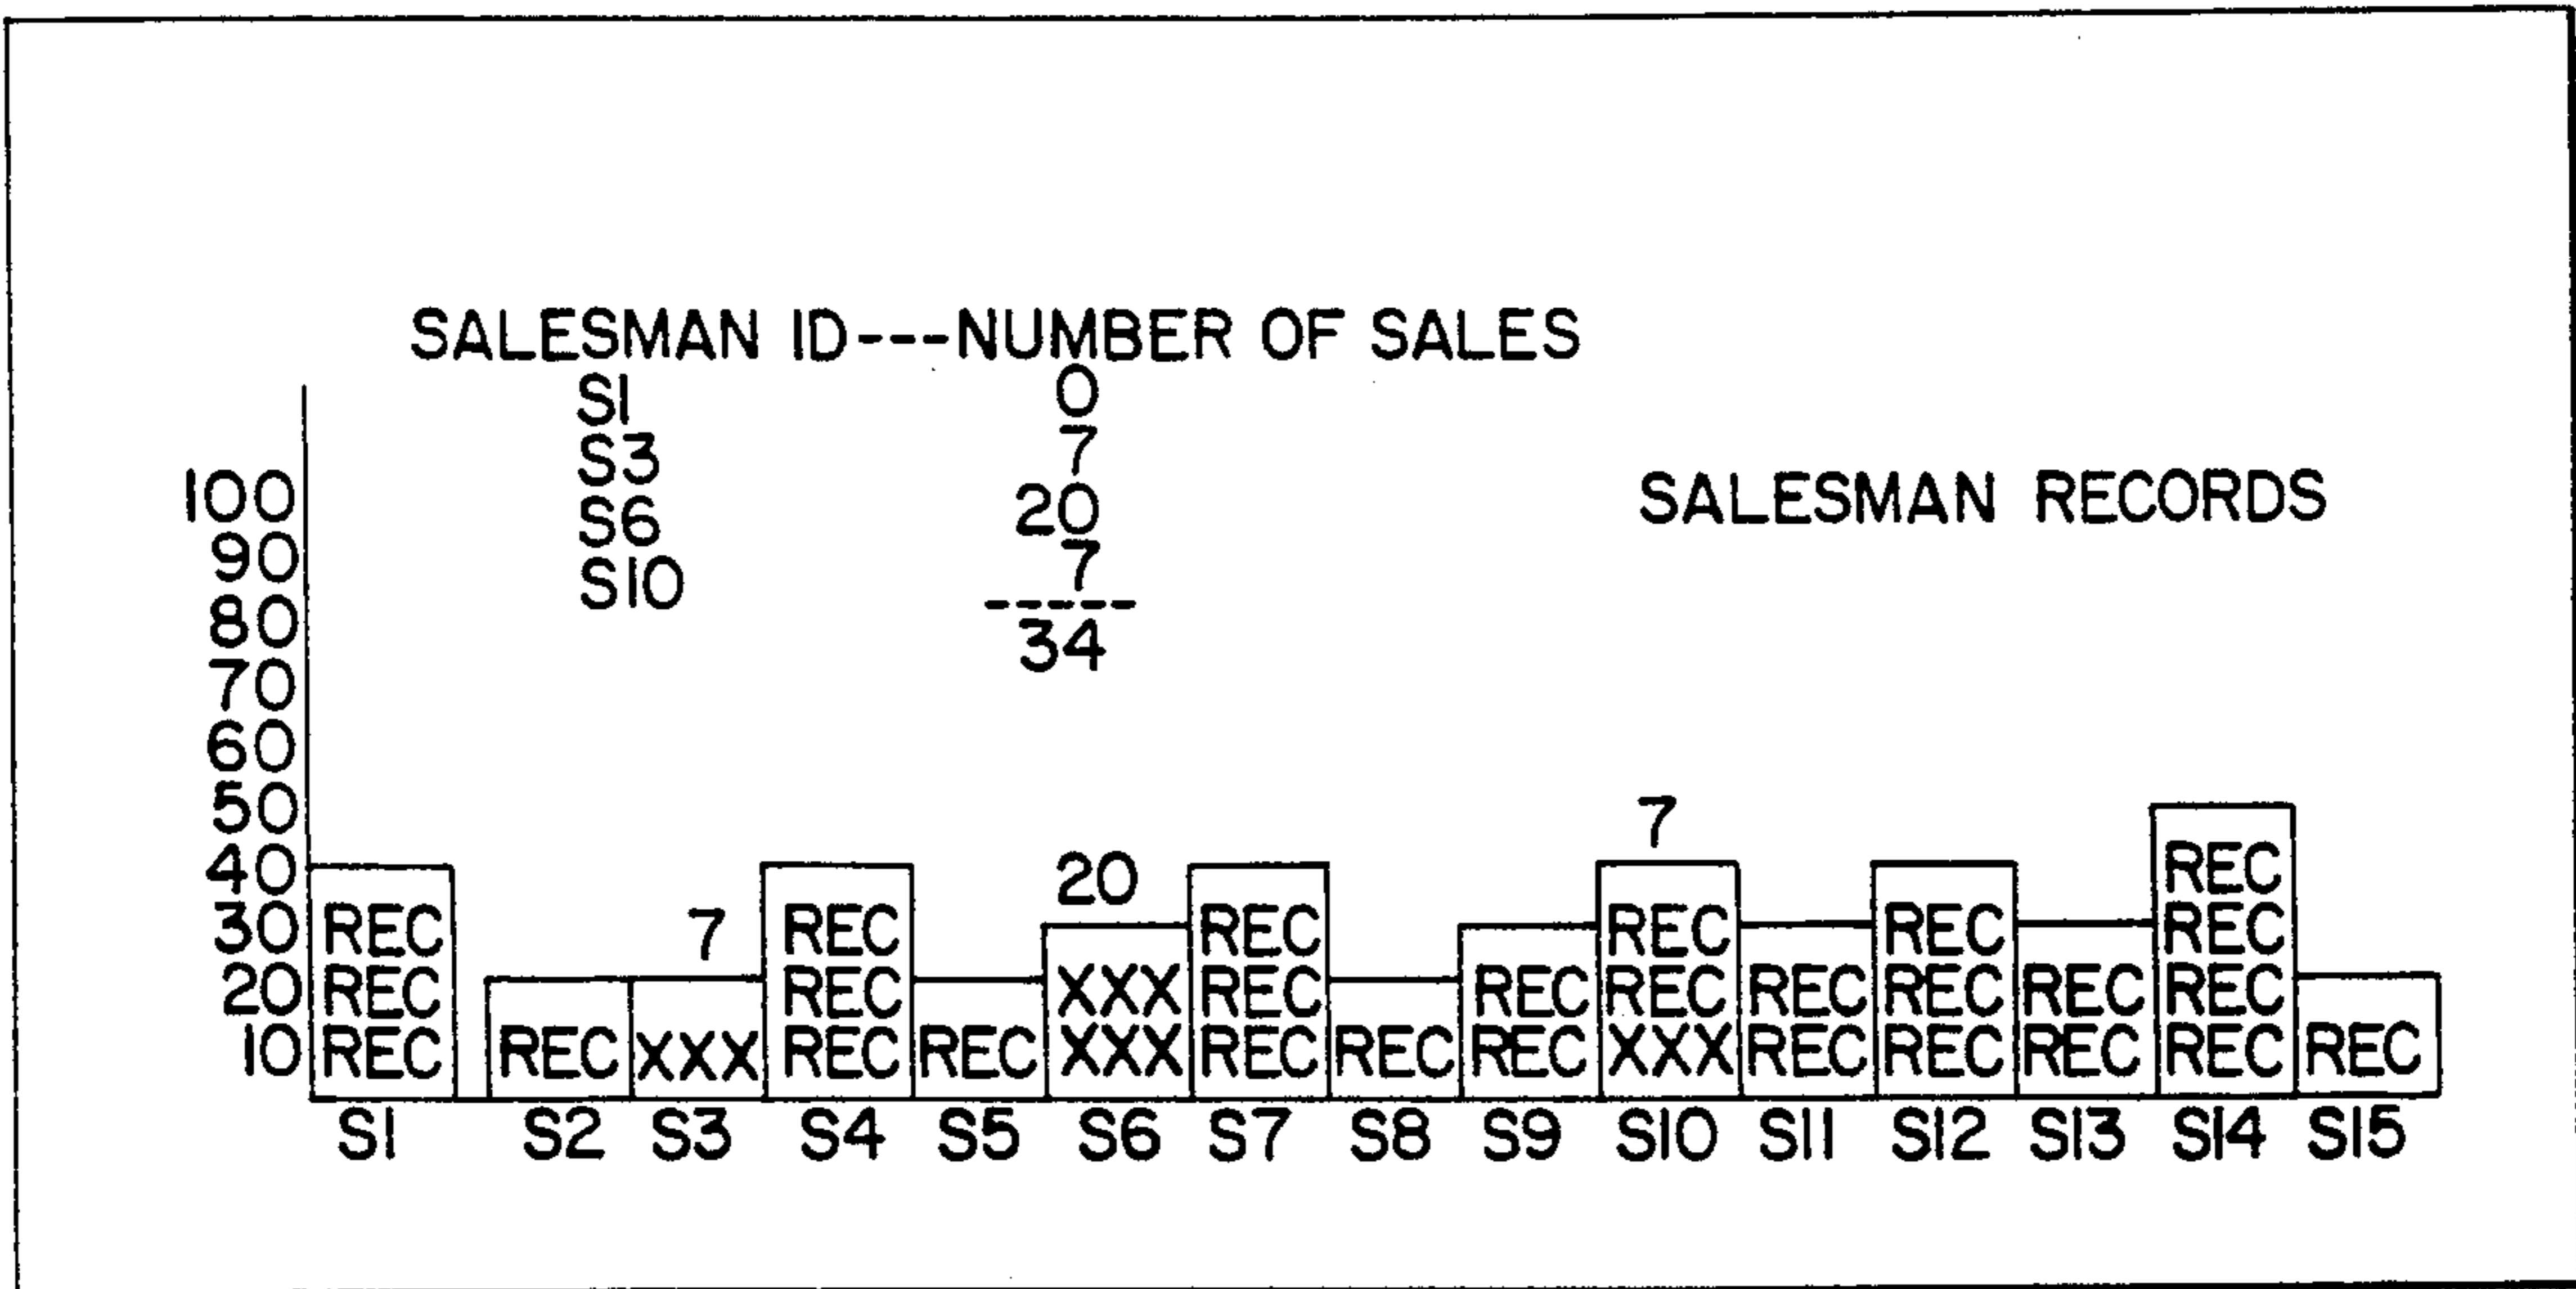 SALESMAN ID---NUMBER OF SALES
S1 0
S3 7
S6 20
S10 7
-----
34
SALESMAN RECORDS
100
90
80
70
60
50
40
30
20
10
7
20
7
REC
REC REC REC REC REC
REC REC XXX REC REC REC REC REC REC REC
REC REC XXX REC REC XXX REC REC REC XXX REC REC REC REC REC
S1 S2 S3 S4 S5 S6 S7 S8 S9 S10 S11 S12 S13 S14 S15